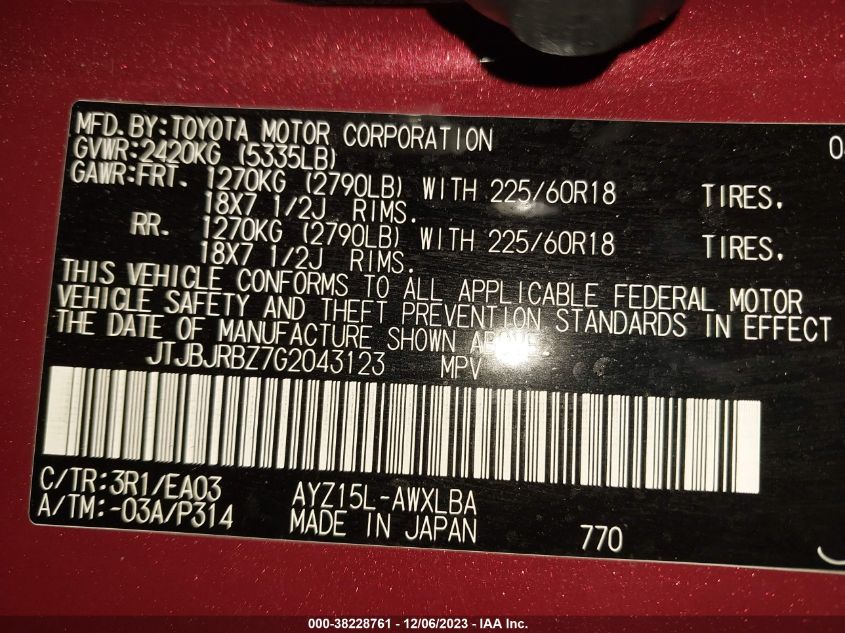 MFD.BY:TOYOTA MOTOR CORPORATION
GVWR:2420KG (5335LB)
GAWR:FRT. 1270KG (2790LB) WITH 225/60R18 TIRES,
18X7 1/2J RIMS.
RR. 1270KG (2790LB) WITH 225/60R18 TIRES,
18X7 1/2J RIMS.
THIS VEHICLE CONFORMS TO ALL APPLICABLE FEDERAL MOTOR
VEHICLE SAFETY AND THEFT PREVENTION STANDARDS IN EFFECT
THE DATE OF MANUFACTURE SHOWN ABOVE.
JTJBJRBZ7G2043123 MPV
C/TR:3R1/EA03 AYZ15L-AWXLBA
A/TM:-03A/P314 MADE IN JAPAN 770
000-38228761 - 12/06/2023 - IAA Inc.